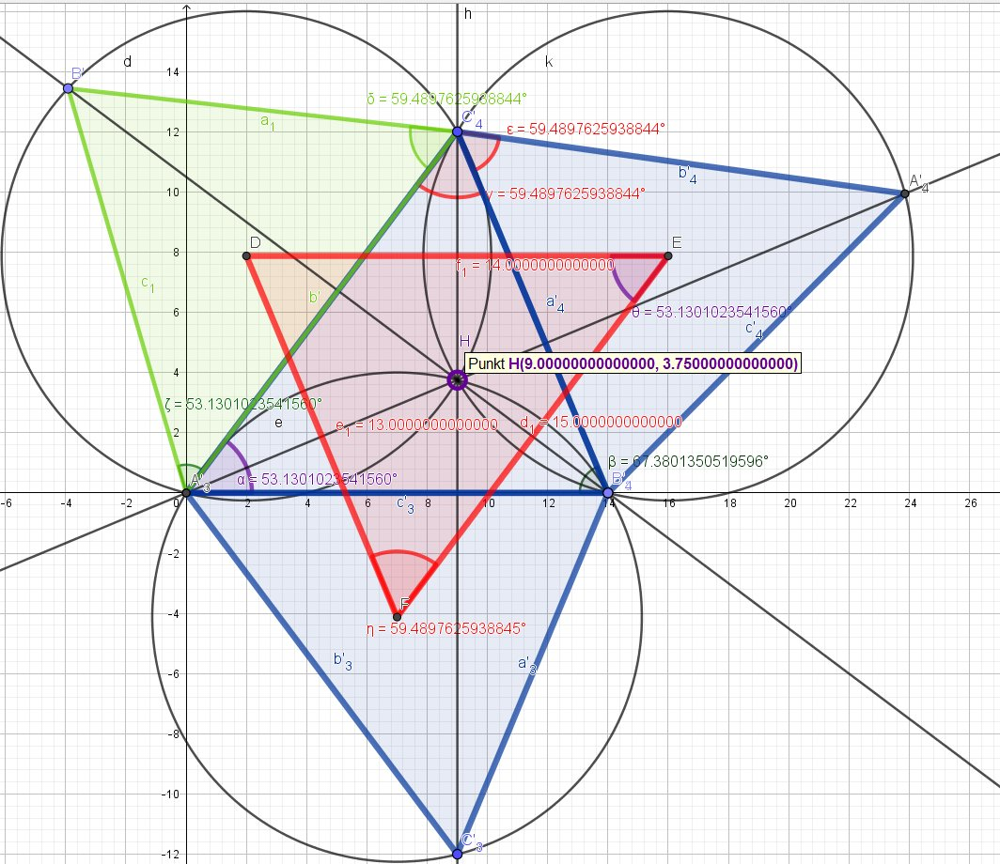 h
d
k
14
B'
δ = 59.4897625938844°
a₁
12
C'₄
ε = 59.4897625938844°
b'₄
10
γ = 59.4897625938844°
A'₄
8
D
E
f₁ = 14.0000000000000
c₁
b'
a'₄
6
θ = 53.1301023541560°
c'₄
H
Punkt H(9.00000000000000, 3.75000000000000)
4
ζ = 53.1301023541560°
e
e₁ = 13.0000000000000
d₁ = 15.0000000000000
2
α = 53.1301023541560°
β = 67.3801350519596°
A'₃
B'₄
-6 -4 -2 0 2 4 6 8 10 12 14 16 18 20 22 24 26
c'₃
-2
-4
F
η = 59.4897625938845°
b'₃
a'₃
-6
-8
-10
C'₃
-12